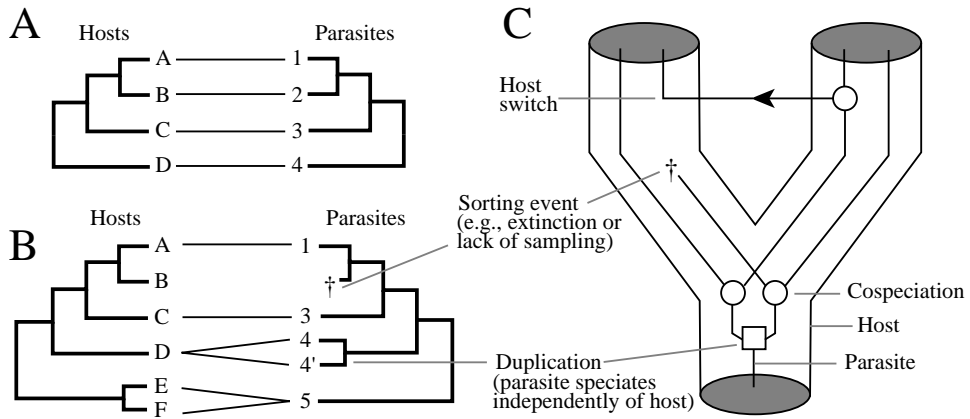 A
Hosts
Parasites
A
1
B
2
C
3
D
4
B
Hosts
Parasites
A
1
B
†
C
3
D
4
4'
E
F
5
Sorting event
(e.g., extinction or
lack of sampling)
Duplication
(parasite speciates
independently of host)
C
Host
switch
†
Cospeciation
Host
Parasite